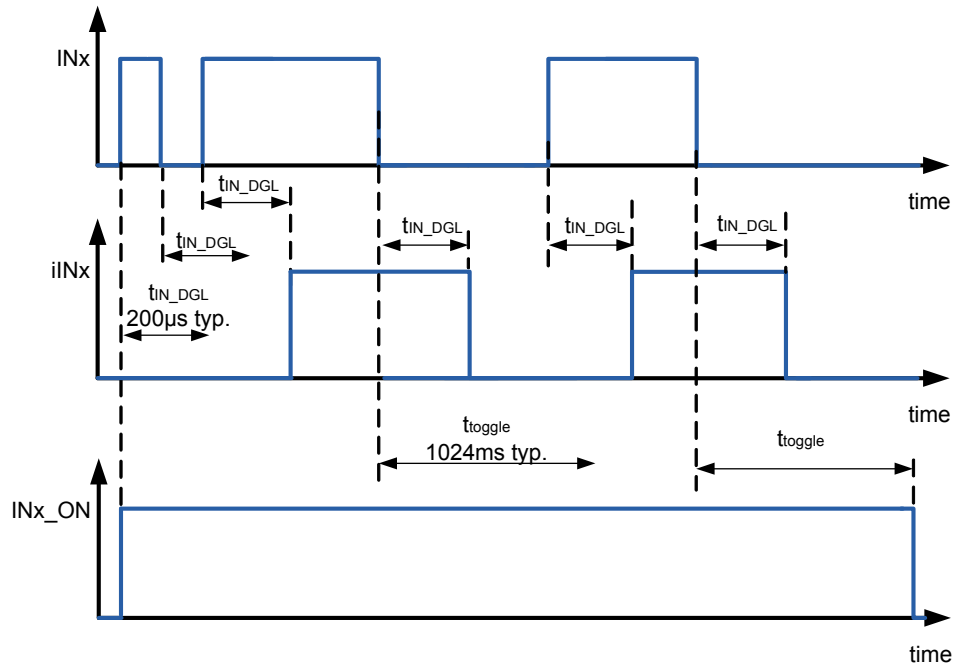 INx
time
tIN_DGL
tIN_DGL
tIN_DGL
tIN_DGL
tIN_DGL
iINx
tIN_DGL
200µs typ.
time
ttoggle
1024ms typ.
ttoggle
INx_ON
time